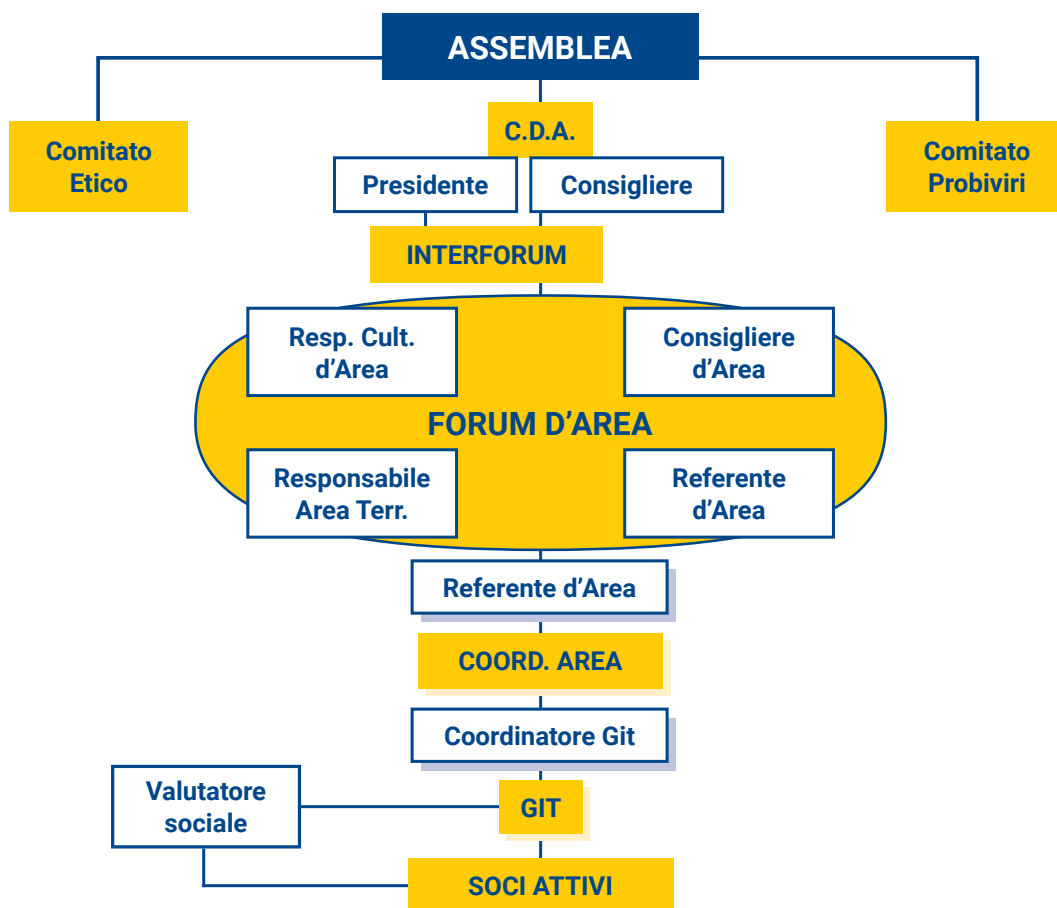 ASSEMBLEA
C.D.A.
Comitato
Etico
Comitato
Probiviri
Presidente
Consigliere
INTERFORUM
Resp. Cult.
d’Area
Consigliere
d’Area
FORUM D’AREA
Responsabile
Area Terr.
Referente
d’Area
Referente d’Area
COORD. AREA
Coordinatore Git
Valutatore
sociale
GIT
SOCI ATTIVI